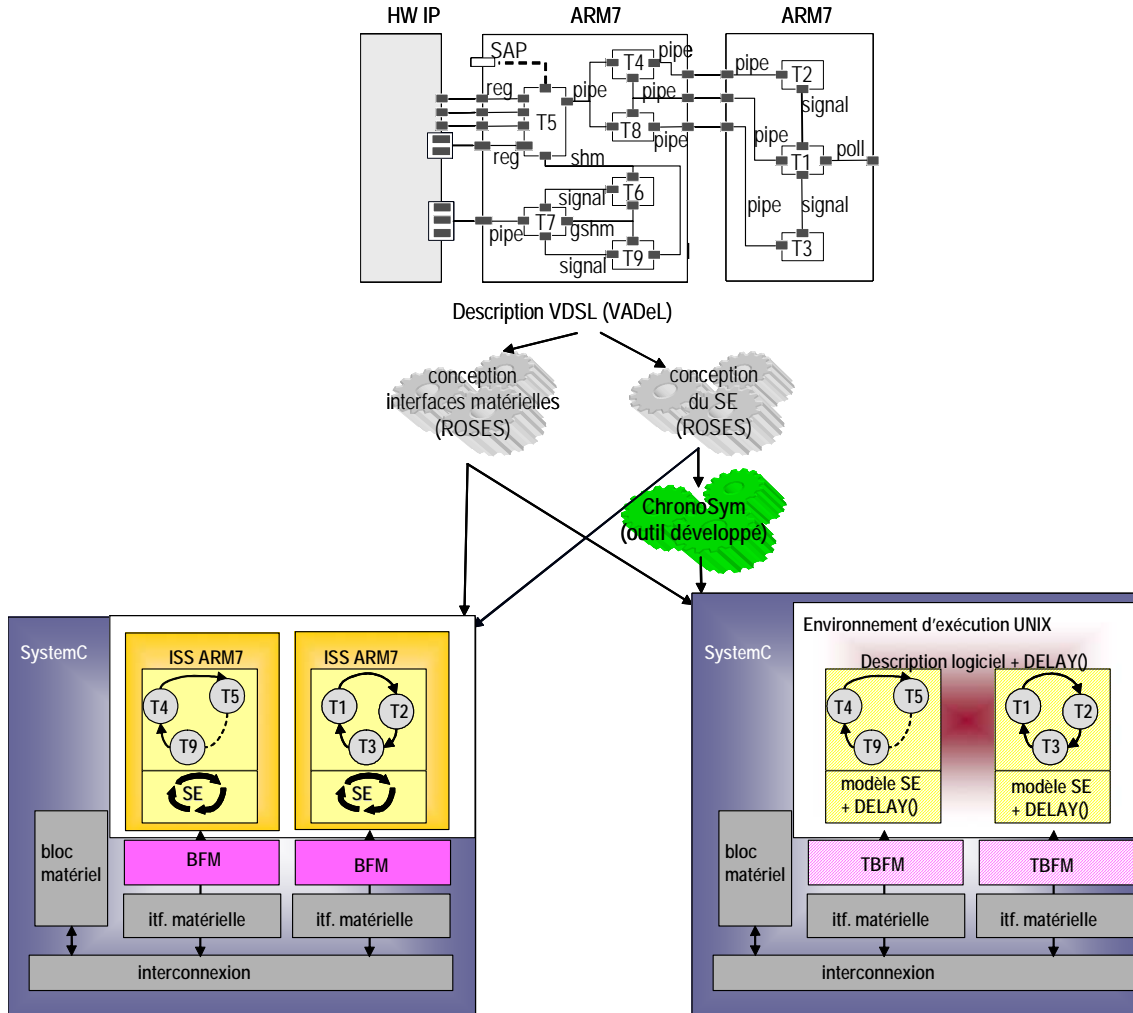 HW IP
ARM7
ARM7
SAP
reg
T5
reg
pipe
T4
pipe
pipe
T8
pipe
shm
T6
signal
T7
pipe
gshm
T9
signal
pipe
T2
signal
pipe
T1
poll
signal
pipe
T3
Description VDSL (VADeL)
conception
interfaces matérielles
(ROSES)
conception
du SE
(ROSES)
ChronoSym
(outil développé)
SystemC
ISS ARM7
T4
T5
T9
SE
ISS ARM7
T1
T2
T3
SE
bloc
matériel
BFM
BFM
itf. matérielle
itf. matérielle
interconnexion
SystemC
Environnement d'exécution UNIX
Description logiciel + DELAY()
T4
T5
T9
modèle SE
+ DELAY()
T1
T2
T3
modèle SE
+ DELAY()
bloc
matériel
TBFM
TBFM
itf. matérielle
itf. matérielle
interconnexion